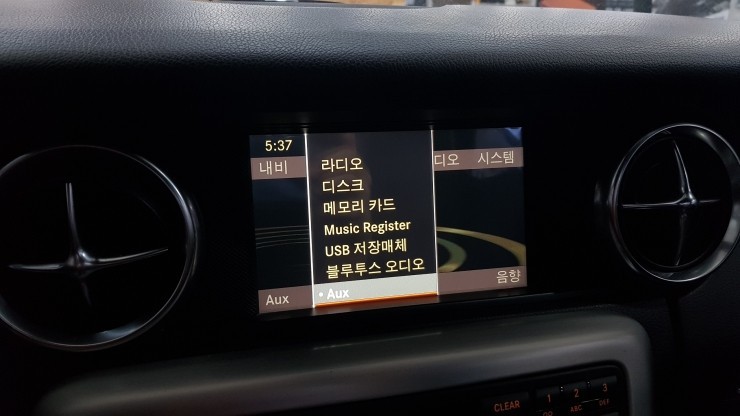 5:37
내비
디오 시스템
라디오
디스크
메모리 카드
Music Register
USB 저장매체
블루투스 오디오
• Aux
Aux
음향
CLEAR
1
2
3
ABC
DEF